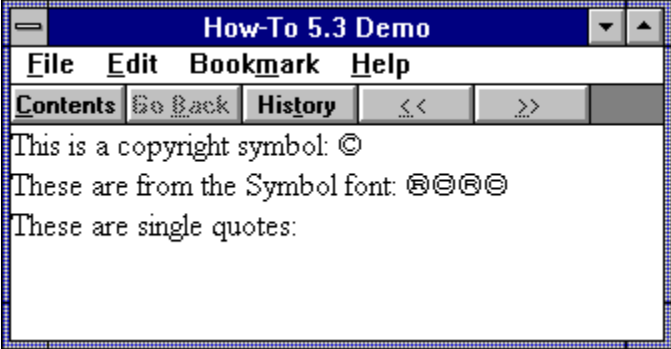 How-To 5.3 Demo
File Edit Bookmark Help
Contents Go Back History << >>
This is a copyright symbol: ©
These are from the Symbol font: ®©®©
These are single quotes: